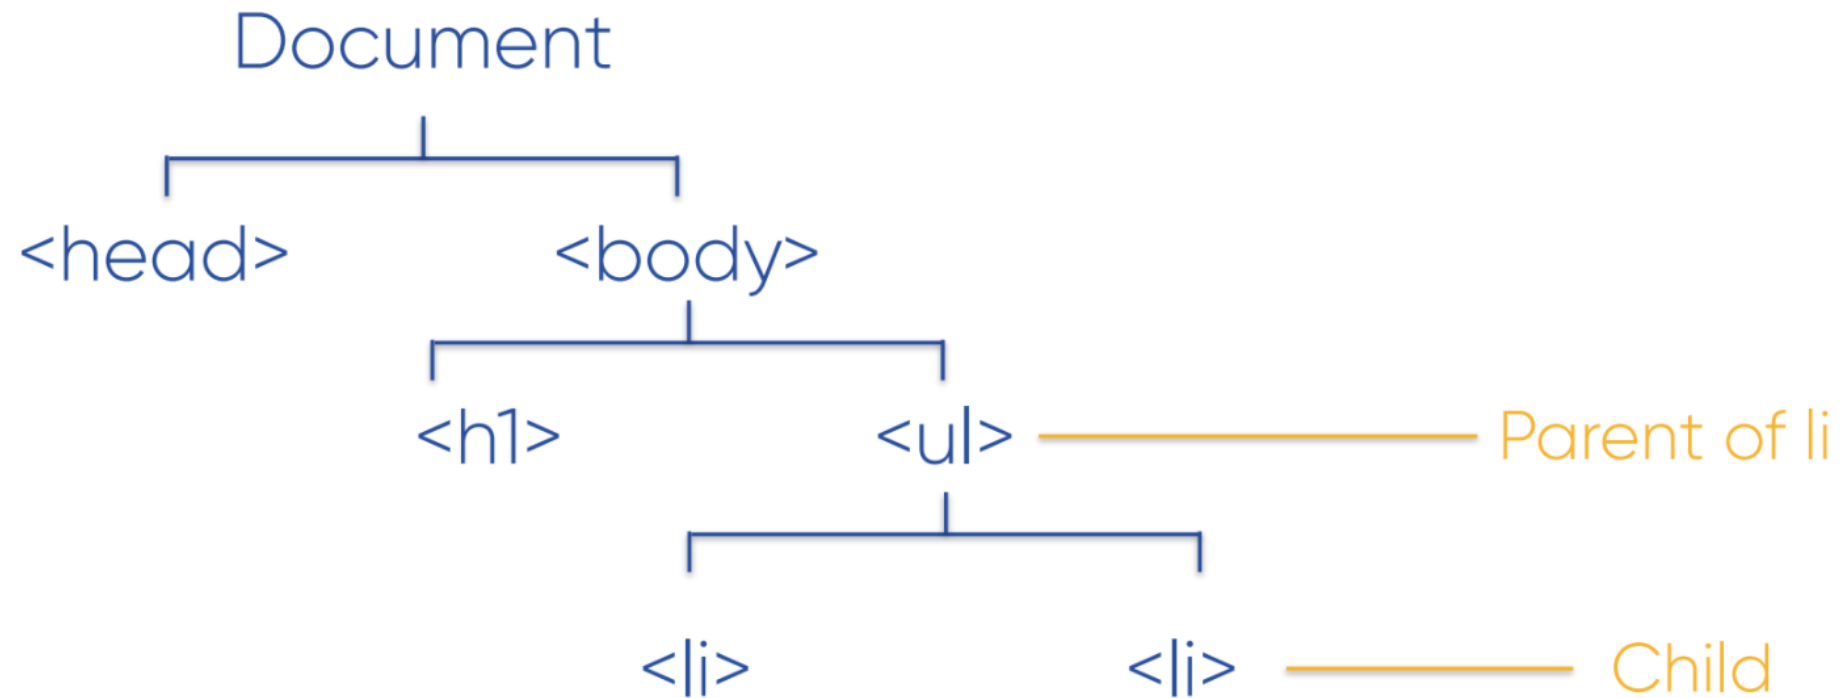 Document
<head>
<body>
<h1>
<ul>
Parent of li
<li>
<li>
Child